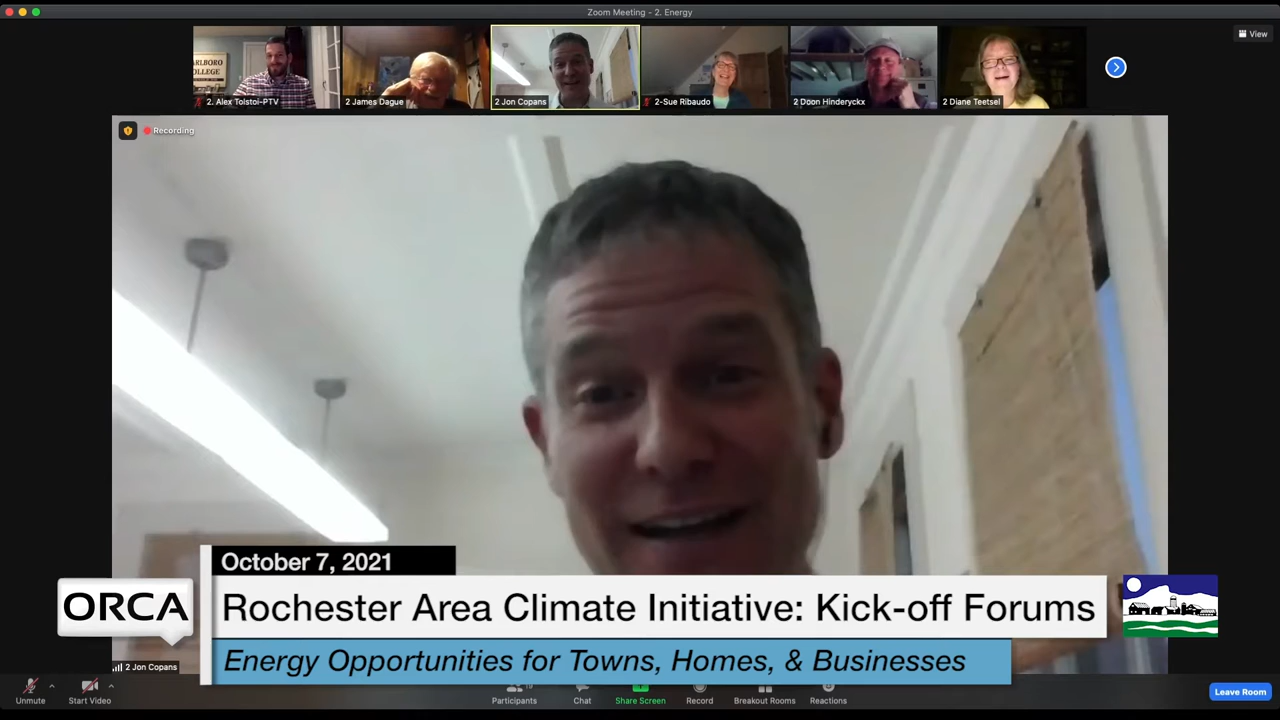 Zoom Meeting - 2. Energy
View
ARLBORO
COLLEGE
2. Alex Tolstoi-PTV
2 James Dague
2 Jon Copans
2-Sue Ribaudo
2 Doon Hinderyckx
2 Diane Teetsel
Recording
October 7, 2021
ORCA
Rochester Area Climate Initiative: Kick-off Forums
Energy Opportunities for Towns, Homes, & Businesses
2 Jon Copans
Unmute
Start Video
Participants
Chat
Share Screen
Record
Breakout Rooms
Reactions
Leave Room